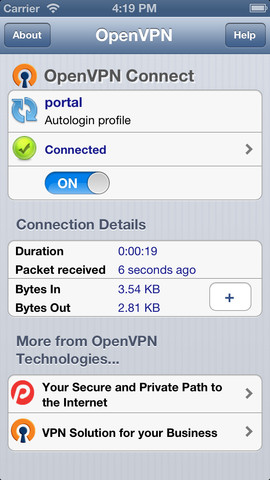 Carrier 4:19 PM
About OpenVPN Help
OpenVPN Connect
portal
Autologin profile
Connected
ON
Connection Details
Duration 0:00:19
Packet received 6 seconds ago
Bytes In 3.54 KB
Bytes Out 2.81 KB
+
More from OpenVPN
Technologies...
Your Secure and Private Path to
the Internet
VPN Solution for your Business